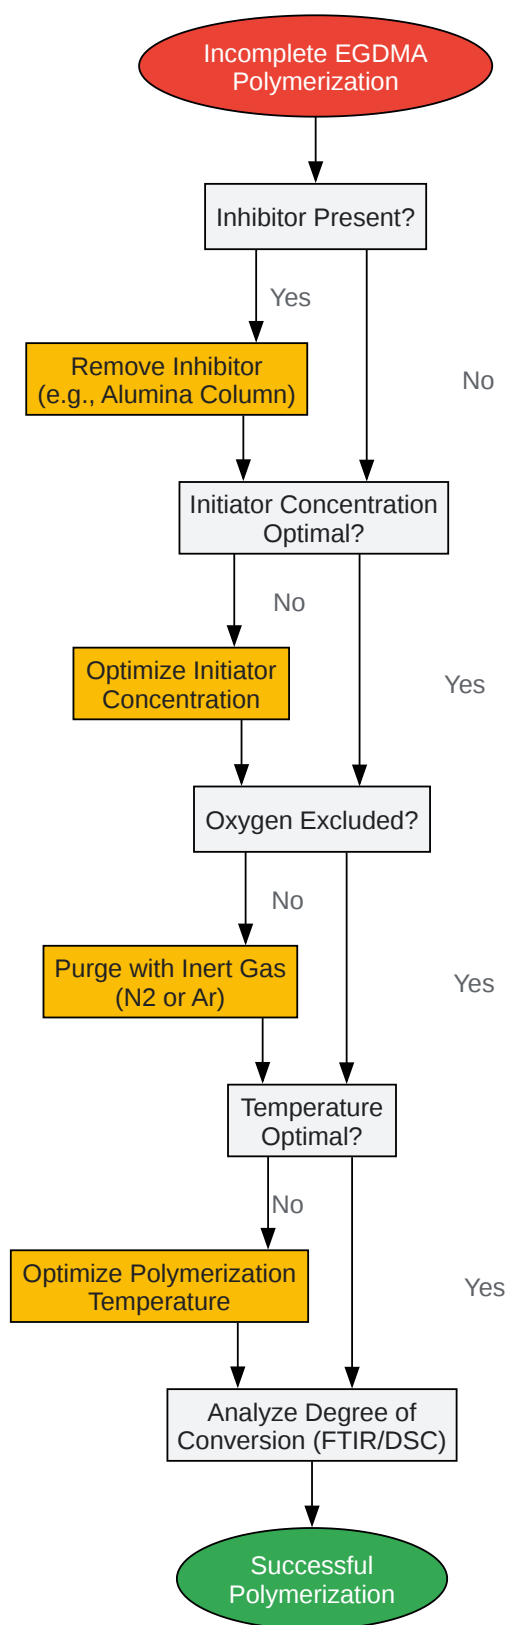 Incomplete EGDMA
Polymerization
Inhibitor Present?
Yes
Remove Inhibitor
(e.g., Alumina Column)
No
Initiator Concentration
Optimal?
No
Optimize Initiator
Concentration
Yes
Oxygen Excluded?
No
Purge with Inert Gas
(N2 or Ar)
Yes
Temperature
Optimal?
No
Optimize Polymerization
Temperature
Yes
Analyze Degree of
Conversion (FTIR/DSC)
Successful
Polymerization